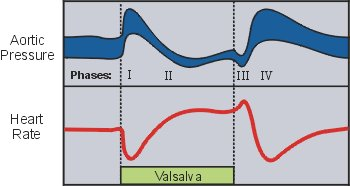 Aortic
Pressure
Phases: I II III IV
Heart
Rate
Valsalva